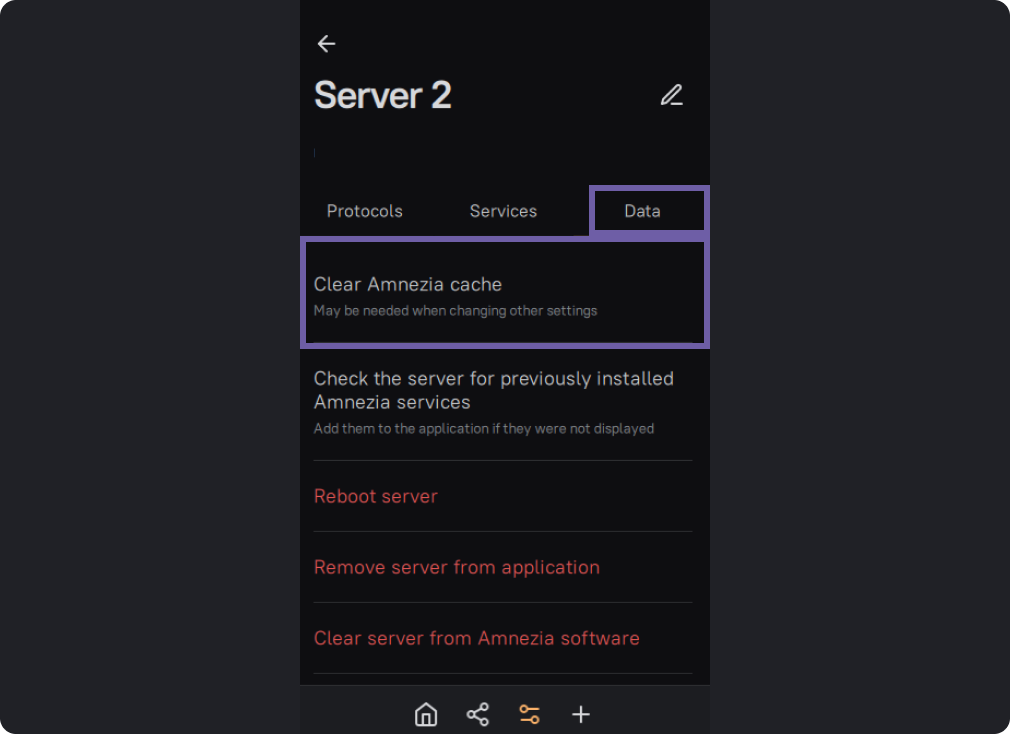 Server 2
Protocols Services Data
Clear Amnezia cache
May be needed when changing other settings
Check the server for previously installed
Amnezia services
Add them to the application if they were not displayed
Reboot server
Remove server from application
Clear server from Amnezia software